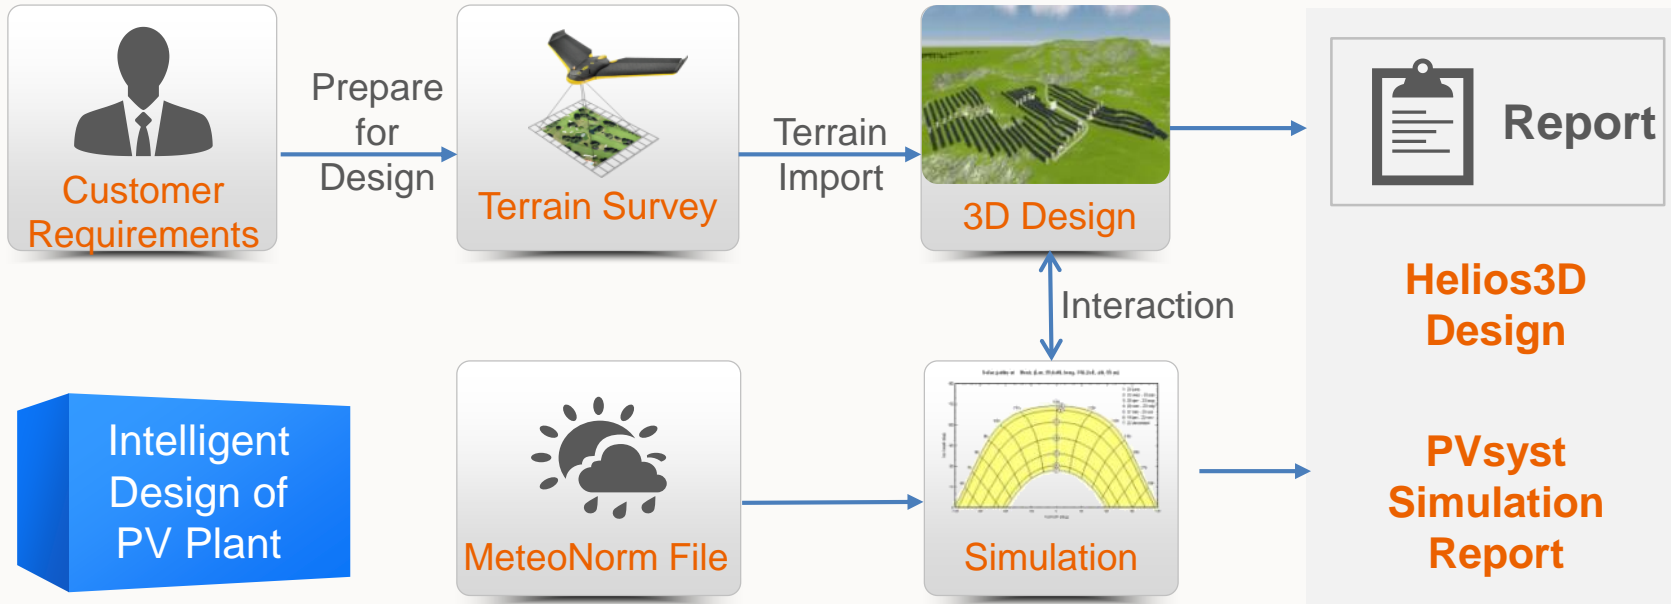 Customer
Requirements
Prepare
for
Design
Terrain Survey
Terrain
Import
3D Design
Report
Interaction
Helios3D
Design
Intelligent
Design of
PV Plant
MeteoNorm File
Simulation
PVsyst
Simulation
Report